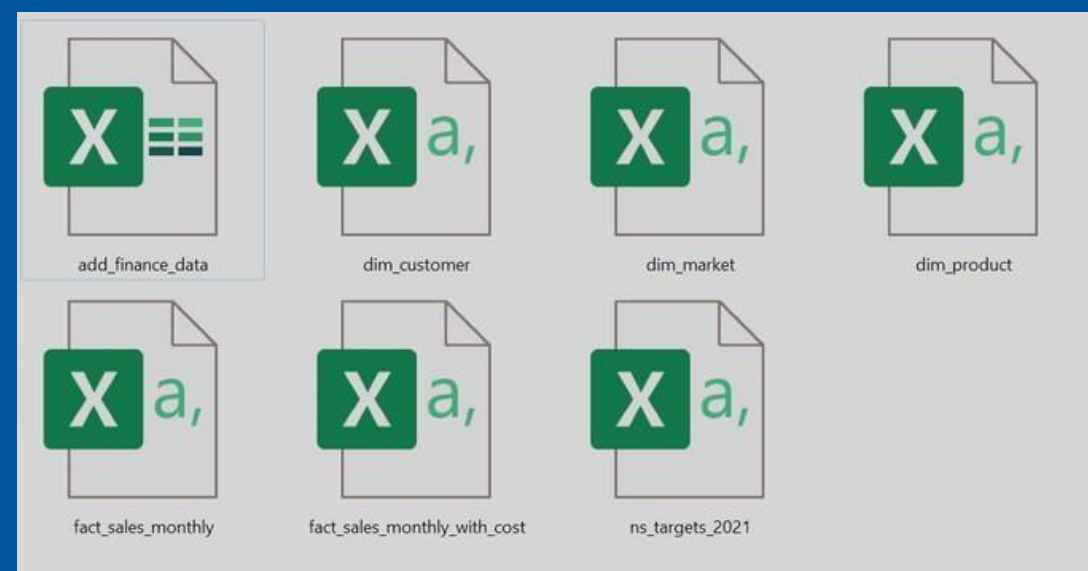 X
X a,
X a,
X a,
add_finance_data
dim_customer
dim_market
dim_product
X a,
X a,
X a,
fact_sales_monthly
fact_sales_monthly_with_cost
ns_targets_2021